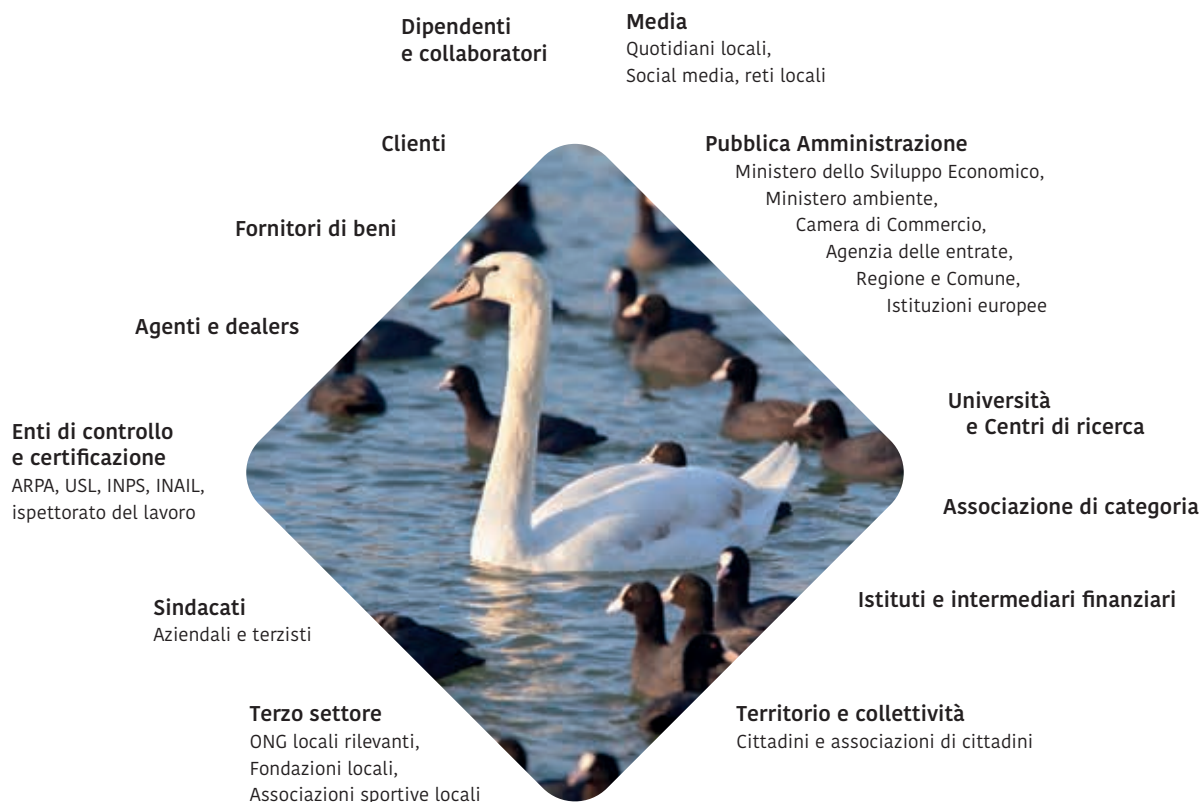 Dipendenti
e collaboratori
Media
Quotidiani locali,
Social media, reti locali
Clienti
Pubblica Amministrazione
Ministero dello Sviluppo Economico,
Ministero ambiente,
Camera di Commercio,
Agenzia delle entrate,
Regione e Comune,
Istituzioni europee
Fornitori di beni
Agenti e dealers
Università
e Centri di ricerca
Enti di controllo
e certificazione
ARPA, USL, INPS, INAIL,
ispettorato del lavoro
Associazione di categoria
Istituti e intermediari finanziari
Sindacati
Aziendali e terzisti
Terzo settore
ONG locali rilevanti,
Fondazioni locali,
Associazioni sportive locali
Territorio e collettività
Cittadini e associazioni di cittadini